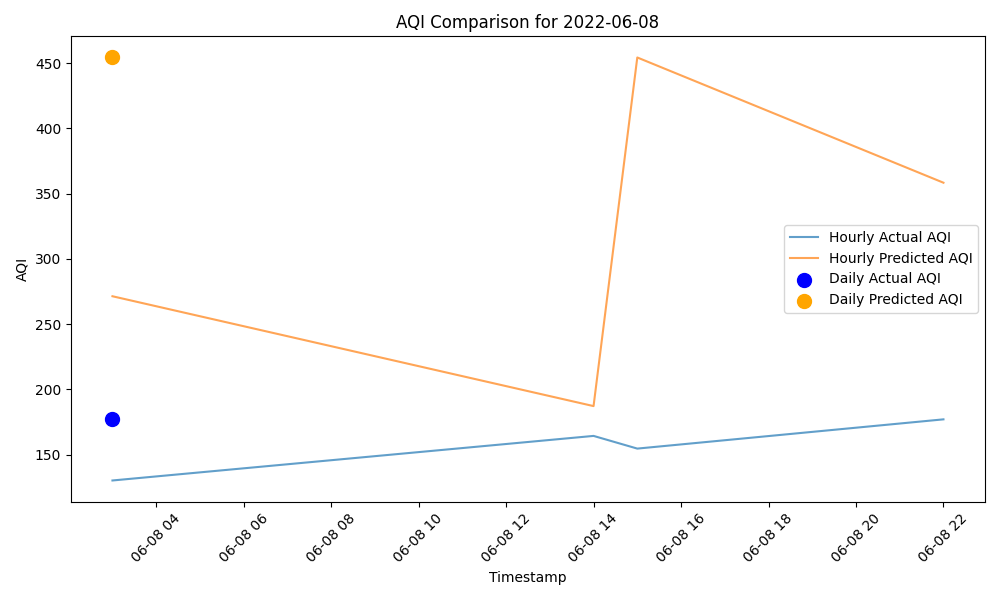 AQI Comparison for 2022-06-08
AQI
450
400
350
300
250
200
150
Hourly Actual AQI
Hourly Predicted AQI
Daily Actual AQI
Daily Predicted AQI
06-08 04
06-08 06
06-08 08
06-08 10
06-08 12
06-08 14
06-08 16
06-08 18
06-08 20
06-08 22
Timestamp